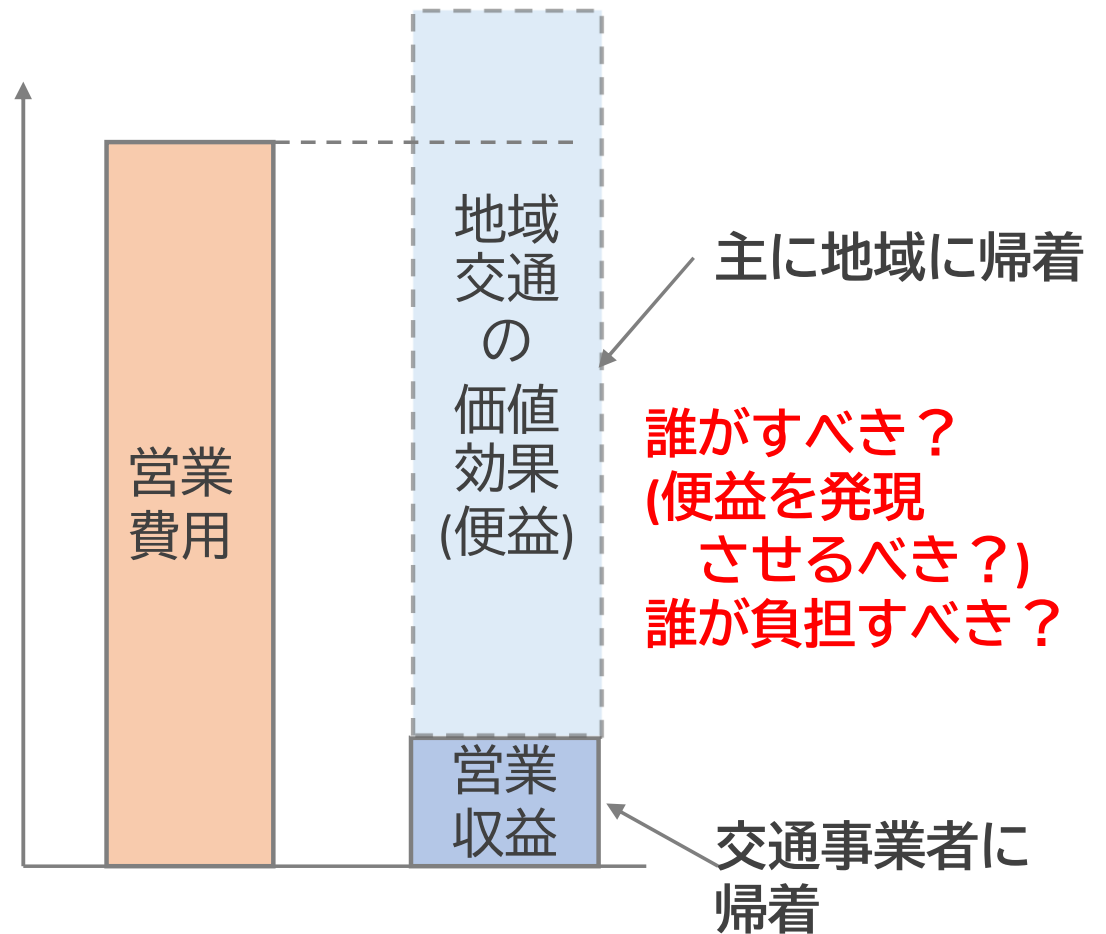 営業
費用
地域
交通
の
価値
効果
(便益)
営業
収益
主に地域に帰着
誰がすべき？
(便益を発現
させるべき？)
誰が負担すべき？
交通事業者に
帰着